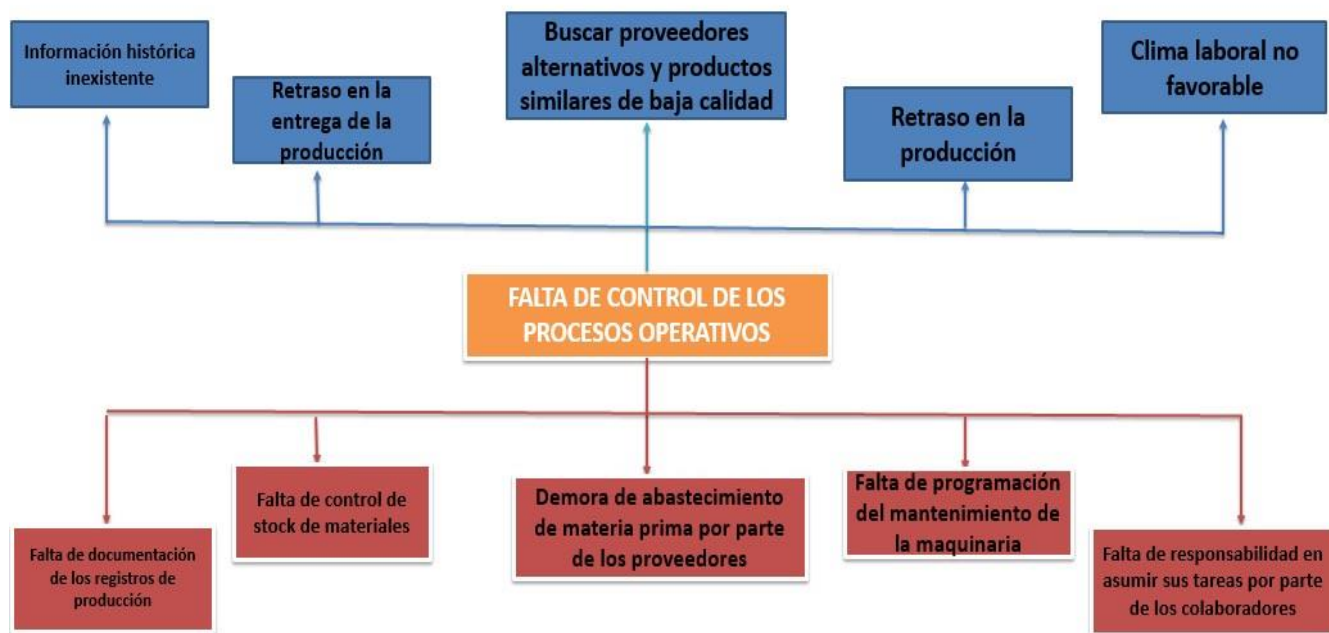 Información histórica
inexistente
Retraso en la
entrega de la
producción
Buscar proveedores
alternativos y productos
similares de baja calidad
Retraso en la
producción
Clima laboral no
favorable
FALTA DE CONTROL DE LOS
PROCESOS OPERATIVOS
Falta de documentación
de los registros de
producción
Falta de control de
stock de materiales
Demora de abastecimiento
de materia prima por parte
de los proveedores
Falta de programación
del mantenimiento de
la maquinaria
Falta de responsabilidad en
asumir sus tareas por parte
de los colaboradores